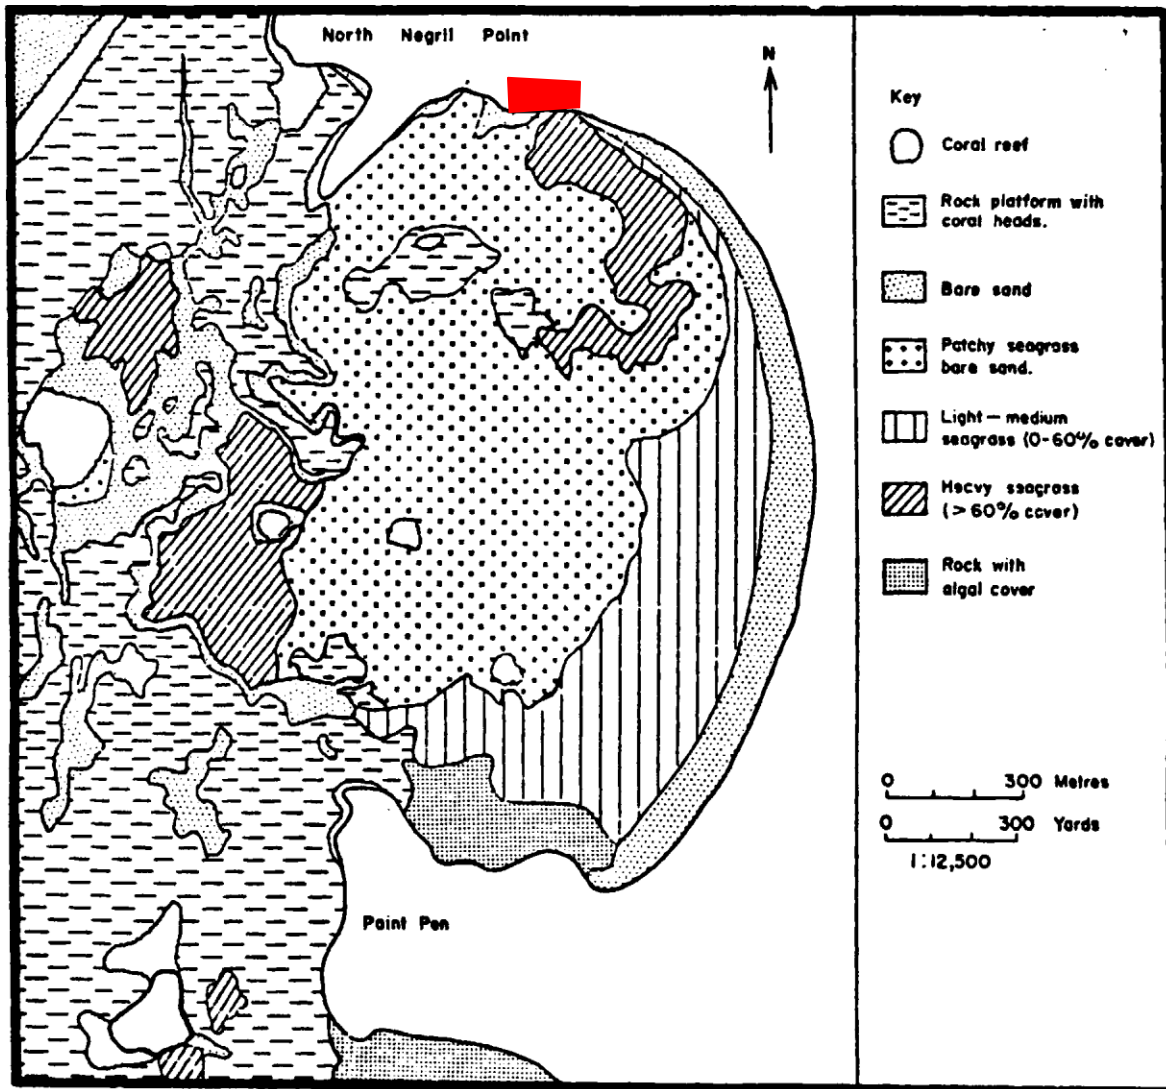 North Negril Point
N
Key
Coral reef
Rock platform with
coral heads.
Bare sand
Patchy seagrass
bare sand.
Light – medium
seagrass (0-60% cover)
Heavy seagrass
(> 60% cover)
Rock with
algal cover
0 300 Metres
0 300 Yards
1:12,500
Point Pen